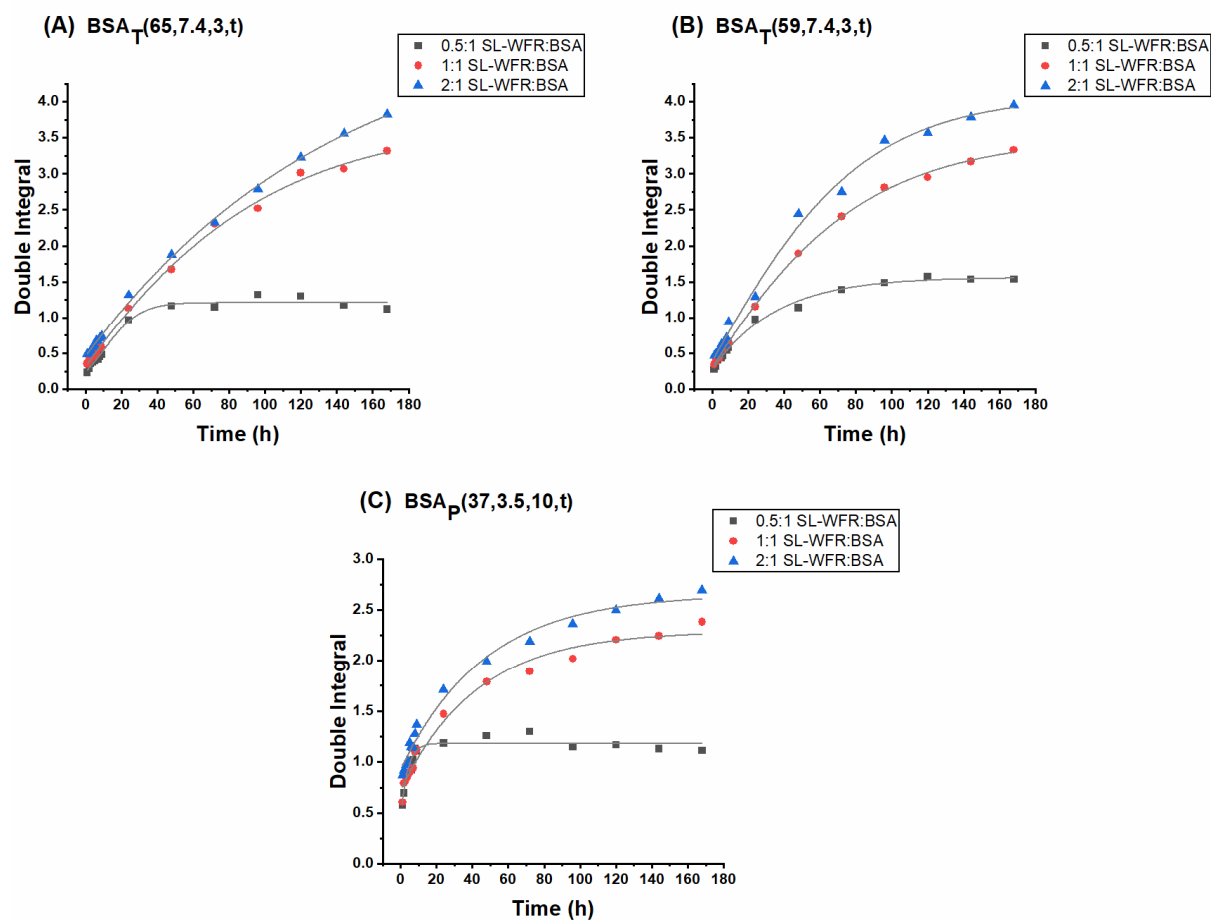 (A) BSA_T(65,7.4,3,t)
0.5:1 SL-WFR:BSA
1:1 SL-WFR:BSA
2:1 SL-WFR:BSA
4.0
3.5
3.0
2.5
2.0
1.5
1.0
0.5
0.0
Double Integral
0 20 40 60 80 100 120 140 160 180
Time (h)
(B) BSA_T(59,7.4,3,t)
0.5:1 SL-WFR:BSA
1:1 SL-WFR:BSA
2:1 SL-WFR:BSA
4.0
3.5
3.0
2.5
2.0
1.5
1.0
0.5
0.0
Double Integral
0 20 40 60 80 100 120 140 160 180
Time (h)
(C) BSA_P(37,3.5,10,t)
0.5:1 SL-WFR:BSA
1:1 SL-WFR:BSA
2:1 SL-WFR:BSA
3.0
2.5
2.0
1.5
1.0
0.5
0.0
Double Integral
0 20 40 60 80 100 120 140 160 180
Time (h)